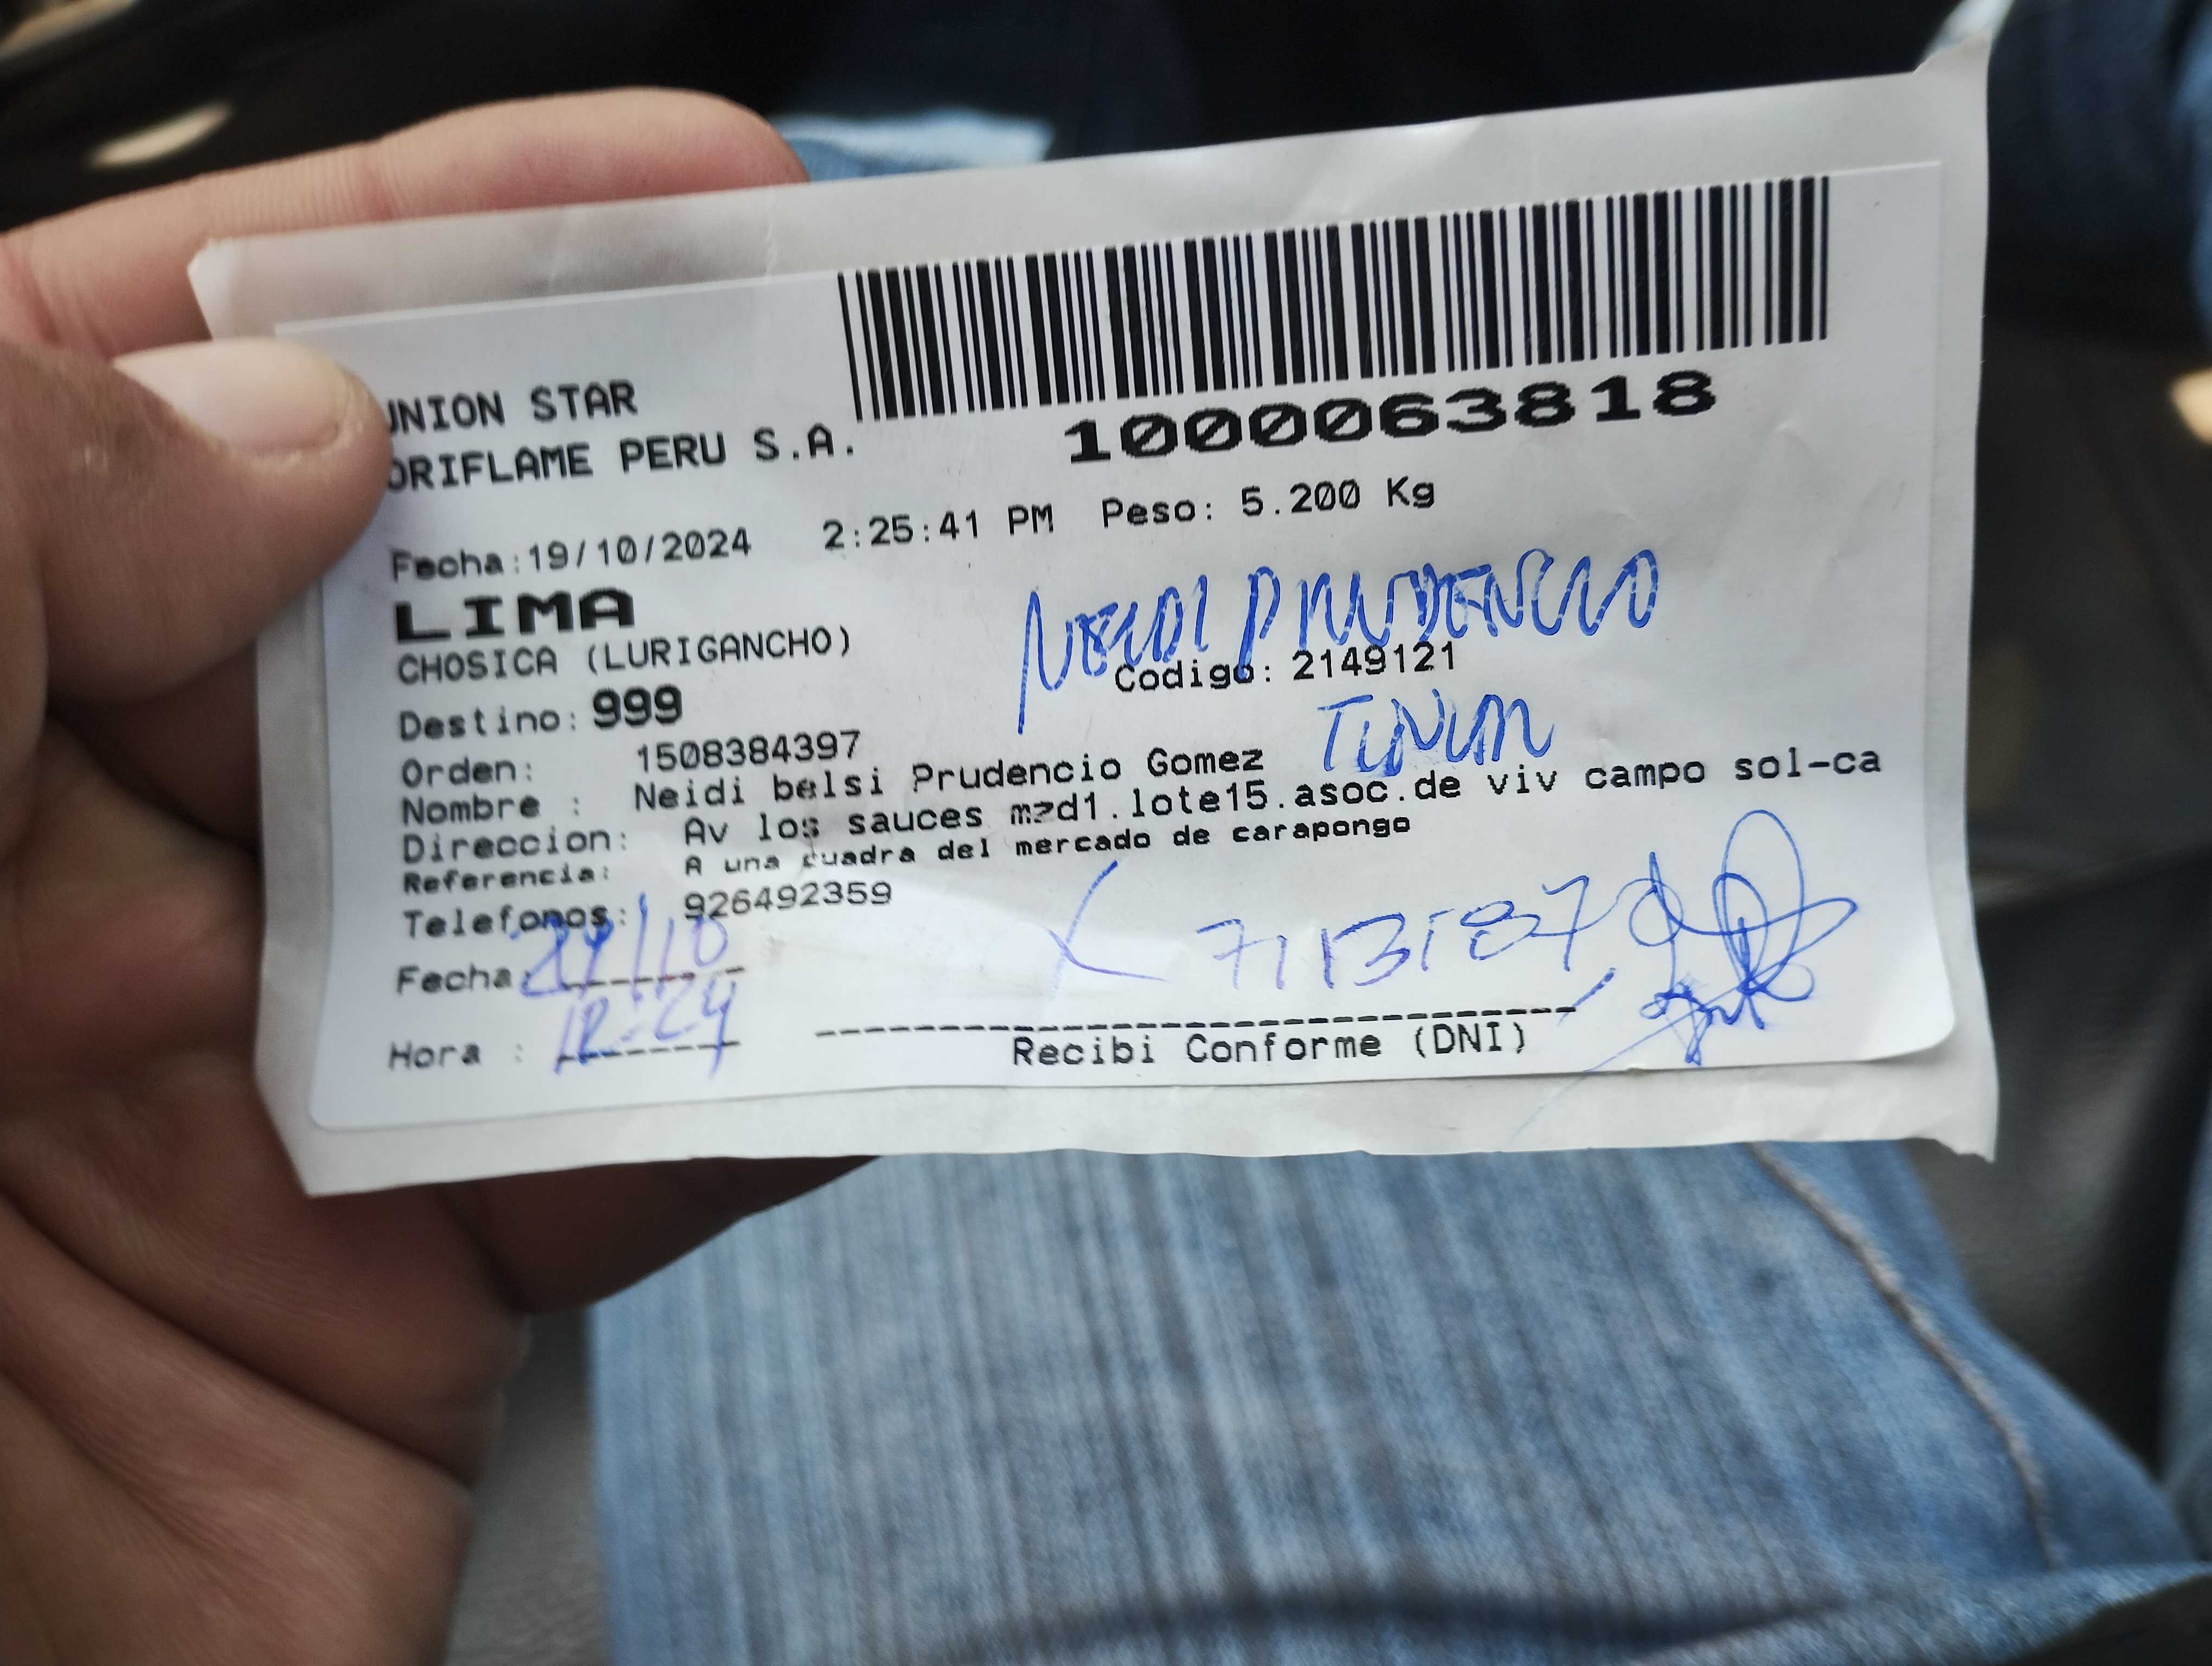 UNION STAR
ORIFLAME PERU S.A.
1000063818
Fecha:19/10/2024 2:25:41 PM Peso: 5.200 Kg
LIMA
NEIDI PRUDENCIO
CHOSICA (LURIGANCHO)
Codigo: 2149121
Destino: 999
Orden: 1508384397
Nombre : Neidi belsi Prudencio Gomez
Direccion: Av los sauces mzd1.lote15.asoc.de viv campo sol-ca
Referencia: A una cuadra del mercado de carapongo
Telefonos: 926492359
Fecha:
Hora : 12:24
Recibi Conforme (DNI)